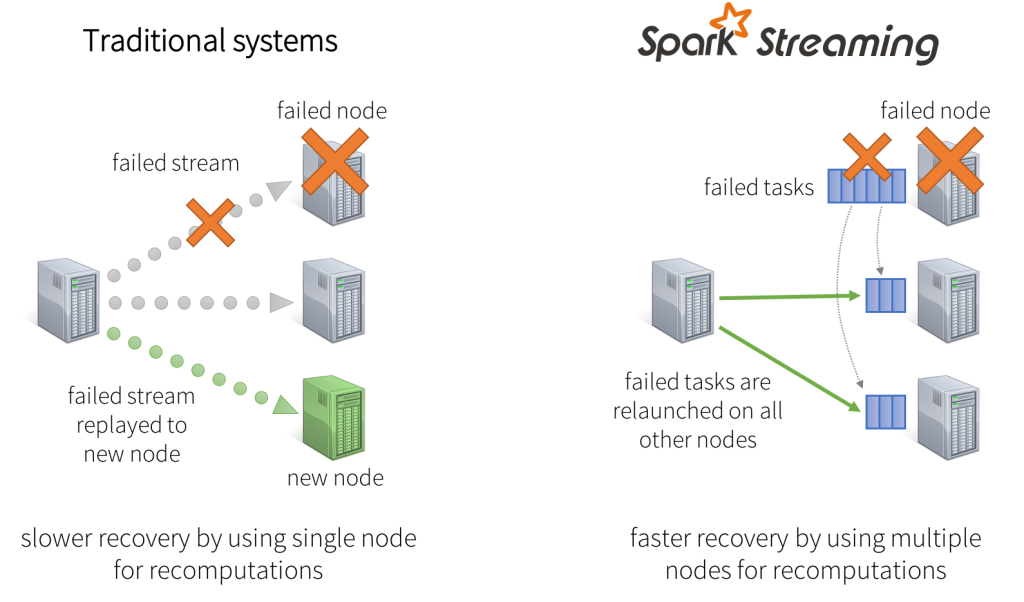 Traditional systems
failed node
failed stream
failed stream
replayed to
new node
new node
slower recovery by using single node
for recomputations
Spark Streaming
failed node
failed tasks
failed tasks are
relaunched on all
other nodes
faster recovery by using multiple
nodes for recomputations